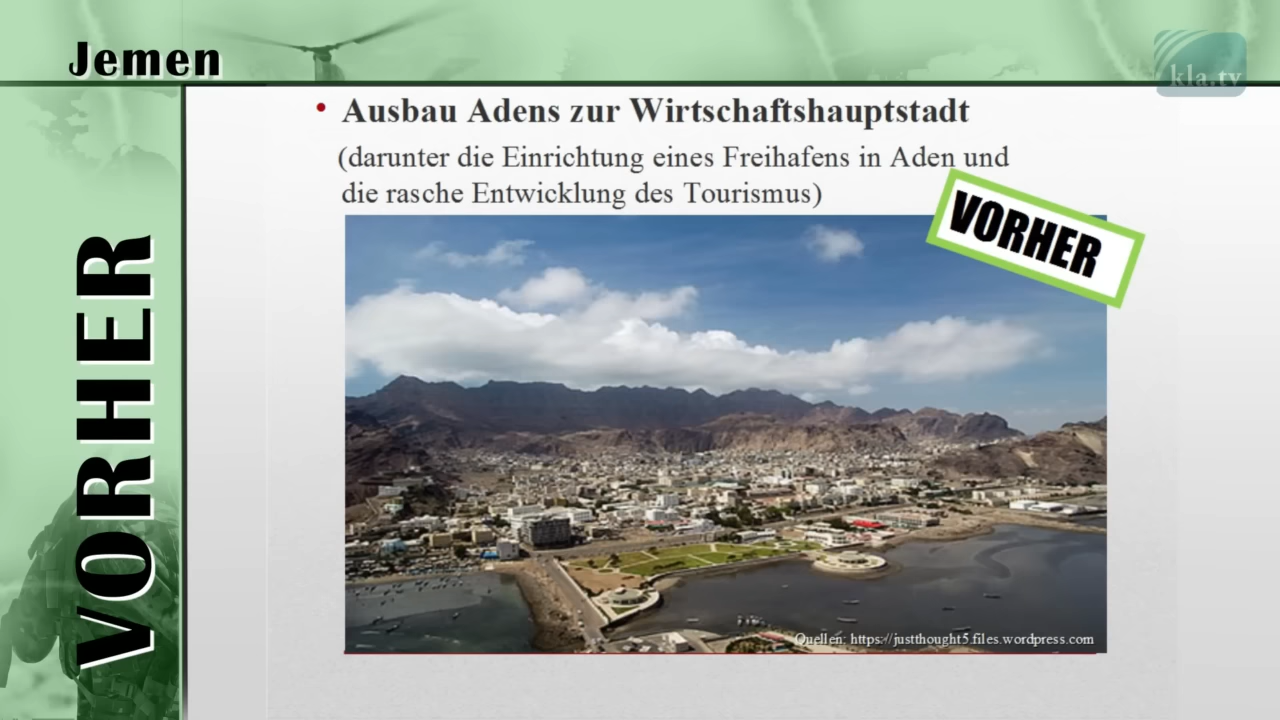 Jemen
kla.tv
VORHER
• Ausbau Adens zur Wirtschaftshauptstadt
(darunter die Einrichtung eines Freihafens in Aden und
die rasche Entwicklung des Tourismus)
VORHER
Quellen: https://justthought5.files.wordpress.com